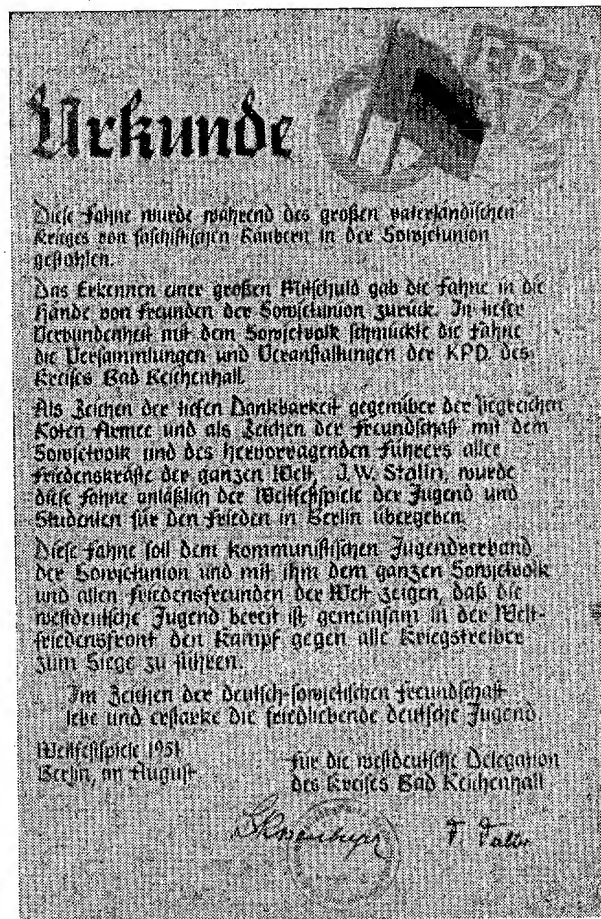 FDJ
Urkunde
Diese Fahne wurde während des großen vaterländischen
Krieges von faschistischen Räubern in der Sowjetunion
gestohlen.
Das Erkennen einer großen Mitschuld gab die Fahne in die
Hände von Freunden der Sowjetunion zurück. In tiefer
Verbundenheit mit dem Sowjetvolk schmückte die Fahne
die Versammlungen und Veranstaltungen der KPD des
Kreises Bad Reichenhall.
Als Zeichen der tiefen Dankbarkeit gegenüber der siegreichen
Roten Armee und als Zeichen der Freundschaft mit dem
Sowjetvolk und des hervorragenden Führers aller
Friedenskräfte der ganzen Welt, J.W. Stalin, wurde
diese Fahne anläßlich der Weltfestspiele der Jugend und
Studenten für den Frieden in Berlin übergeben.
Diese Fahne soll dem kommunistischen Jugendverband
der Sowjetunion und mit ihm dem ganzen Sowjetvolk
und allen Friedensfreunden der Welt zeigen, daß die
westdeutsche Jugend bereit ist, gemeinsam in der Welt-
friedensfront den Kampf gegen alle Kriegstreiber
zum Siege zu führen.
Im Zeichen der deutsch-sowjetischen Freundschaft
lebe und erstarke die friedliebende deutsche Jugend.
Weltfestspiele 1951
Berlin, im August
Für die westdeutsche Delegation
des Kreises Bad Reichenhall